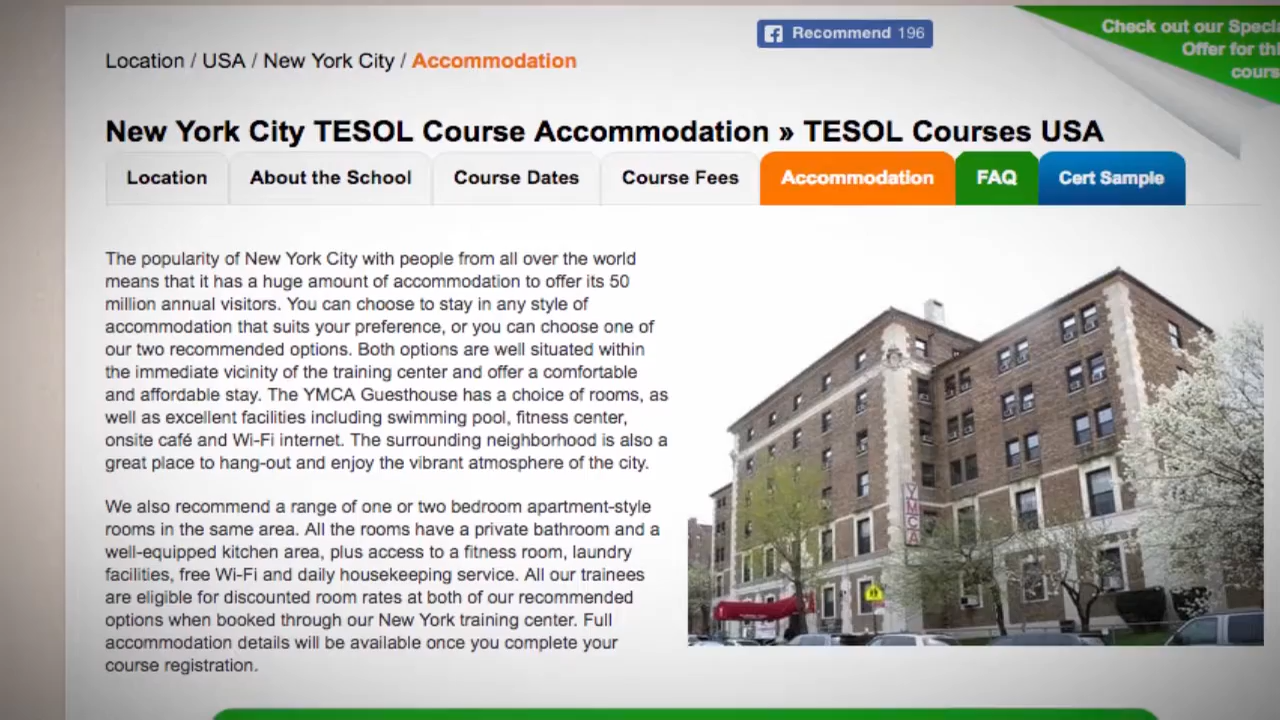 Recommend 196
Check out our
Offer for
Location / USA / New York City / Accommodation
New York City TESOL Course Accommodation » TESOL Courses USA
Location About the School Course Dates Course Fees Accommodation FAQ Cert Sample
The popularity of New York City with people from all over the world
means that it has a huge amount of accommodation to offer its 50
million annual visitors. You can choose to stay in any style of
accommodation that suits your preference, or you can choose one of
our two recommended options. Both options are well situated within
the immediate vicinity of the training center and offer a comfortable
and affordable stay. The YMCA Guesthouse has a choice of rooms, as
well as excellent facilities including swimming pool, fitness center,
onsite café and Wi-Fi internet. The surrounding neighborhood is also a
great place to hang-out and enjoy the vibrant atmosphere of the city.
We also recommend a range of one or two bedroom apartment-style
rooms in the same area. All the rooms have a private bathroom and a
well-equipped kitchen area, plus access to a fitness room, laundry
facilities, free Wi-Fi and daily housekeeping service. All our trainees
are eligible for discounted room rates at both of our recommended
options when booked through our New York training center. Full
accommodation details will be available once you complete your
course registration.
YMCA